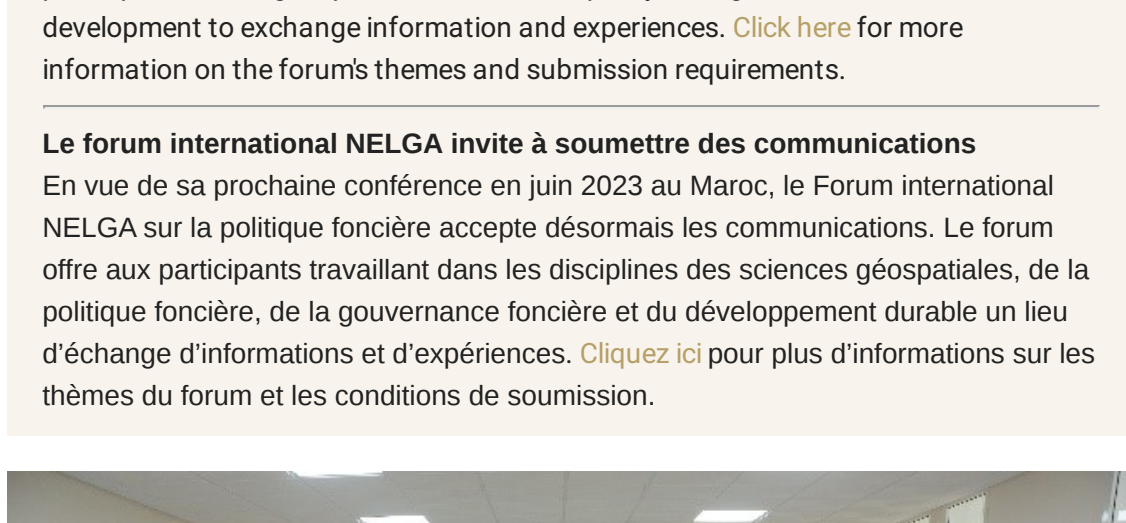 development to exchange information and experiences. Click here for more
information on the forum's themes and submission requirements.
Le forum international NELGA invite à soumettre des communications
En vue de sa prochaine conférence en juin 2023 au Maroc, le Forum international
NELGA sur la politique foncière accepte désormais les communications. Le forum
offre aux participants travaillant dans les disciplines des sciences géospatiales, de la
politique foncière, de la gouvernance foncière et du développement durable un lieu
d’échange d’informations et d’expériences. Cliquez ici pour plus d’informations sur les
thèmes du forum et les conditions de soumission.